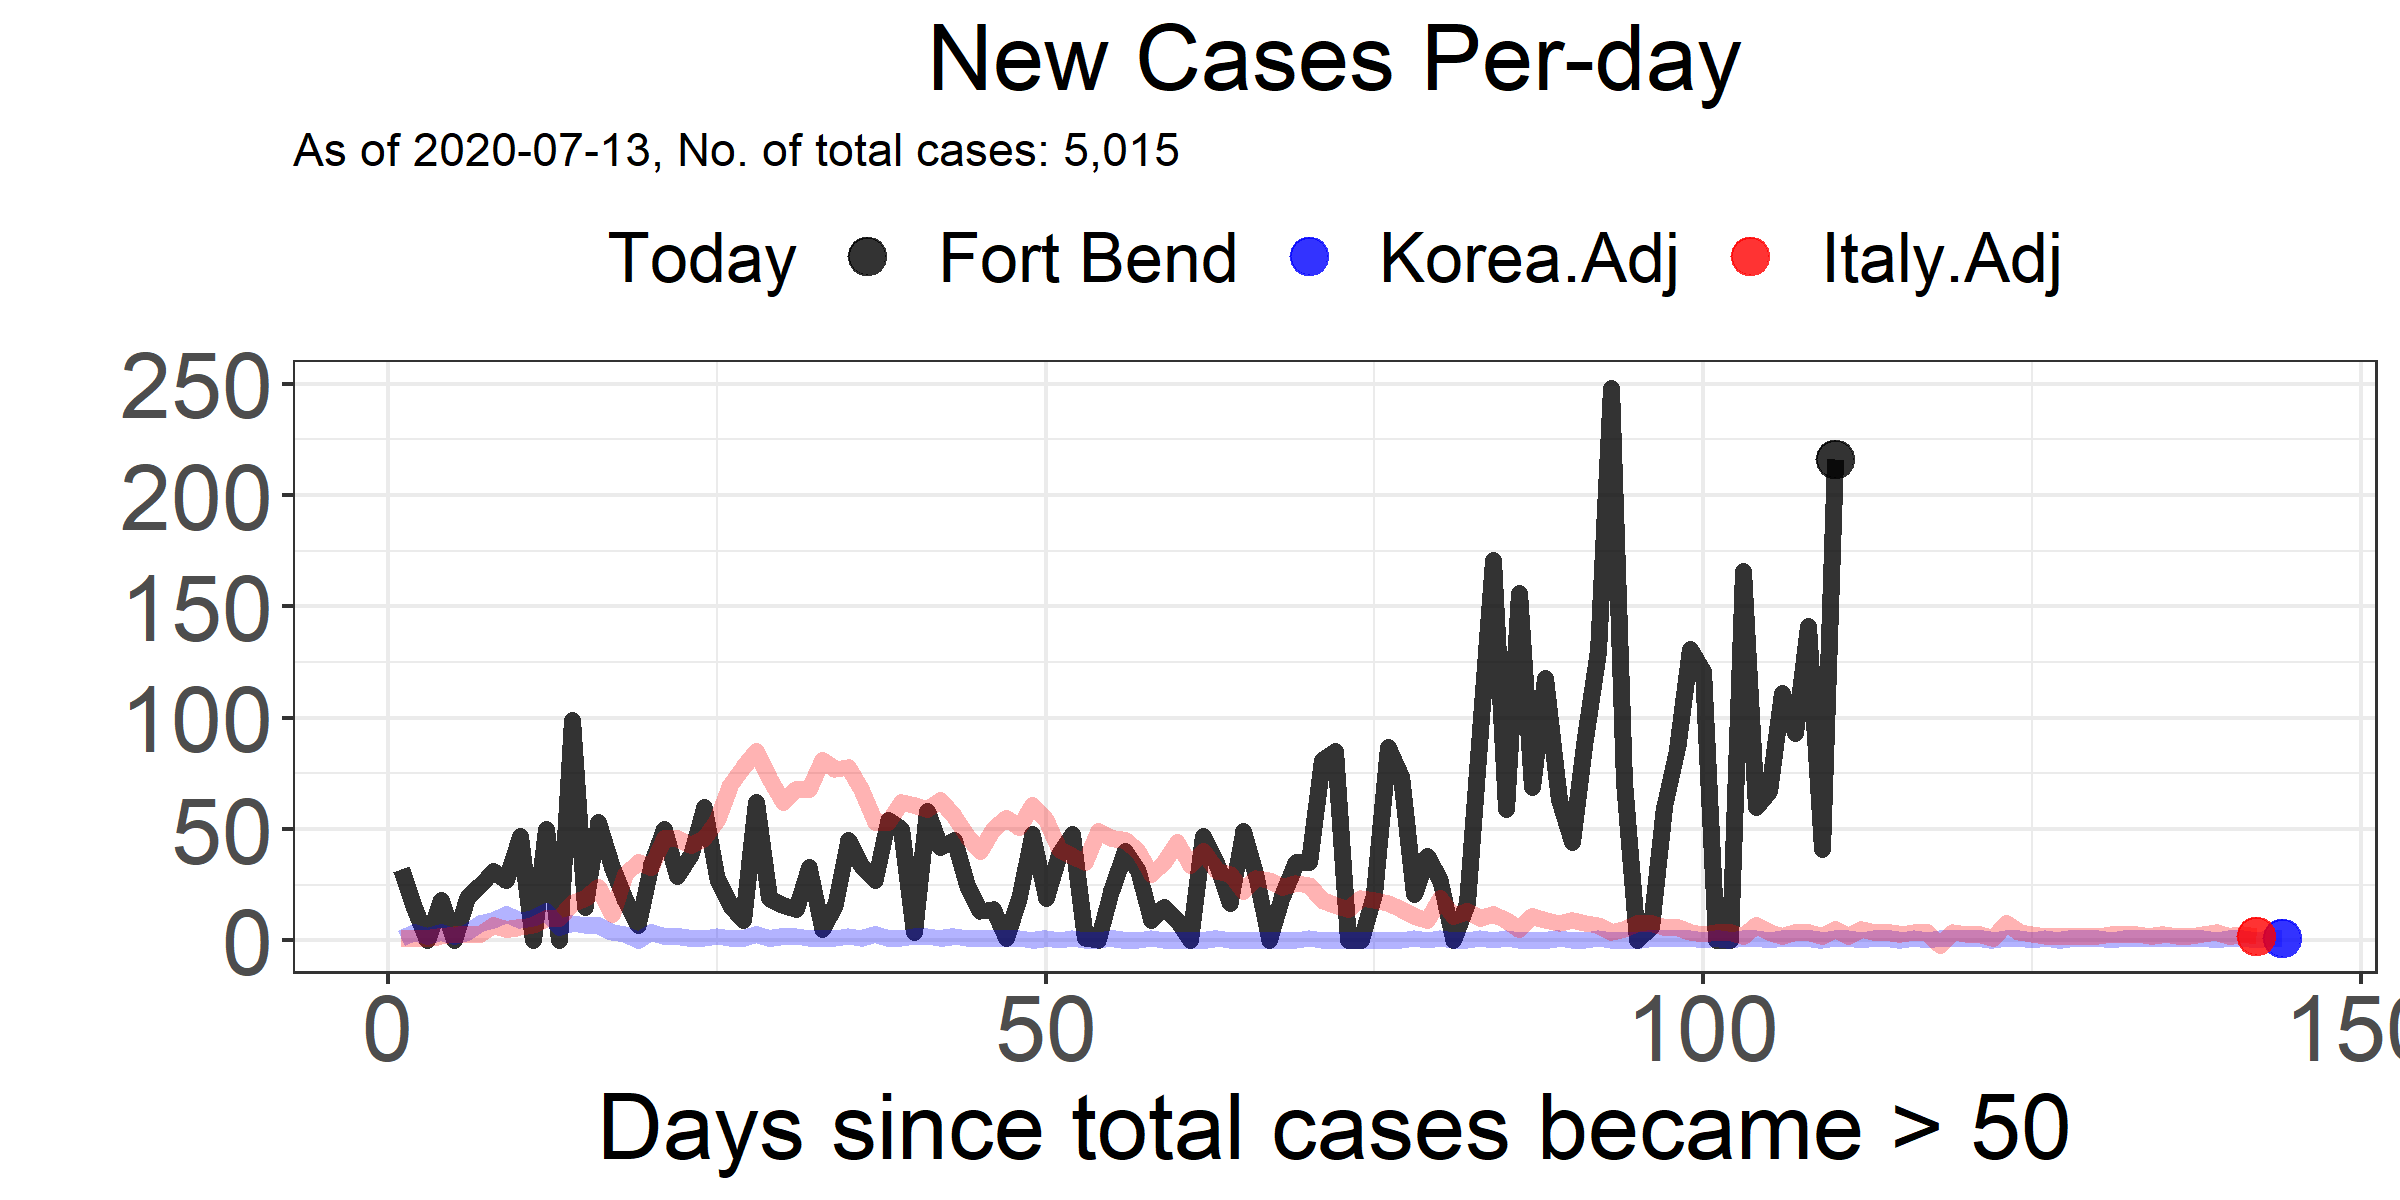 New Cases Per-day
As of 2020-07-13, No. of total cases: 5,015
Today Fort Bend Korea.Adj Italy.Adj
250
200
150
100
50
0
0 50 100 150
Days since total cases became > 50